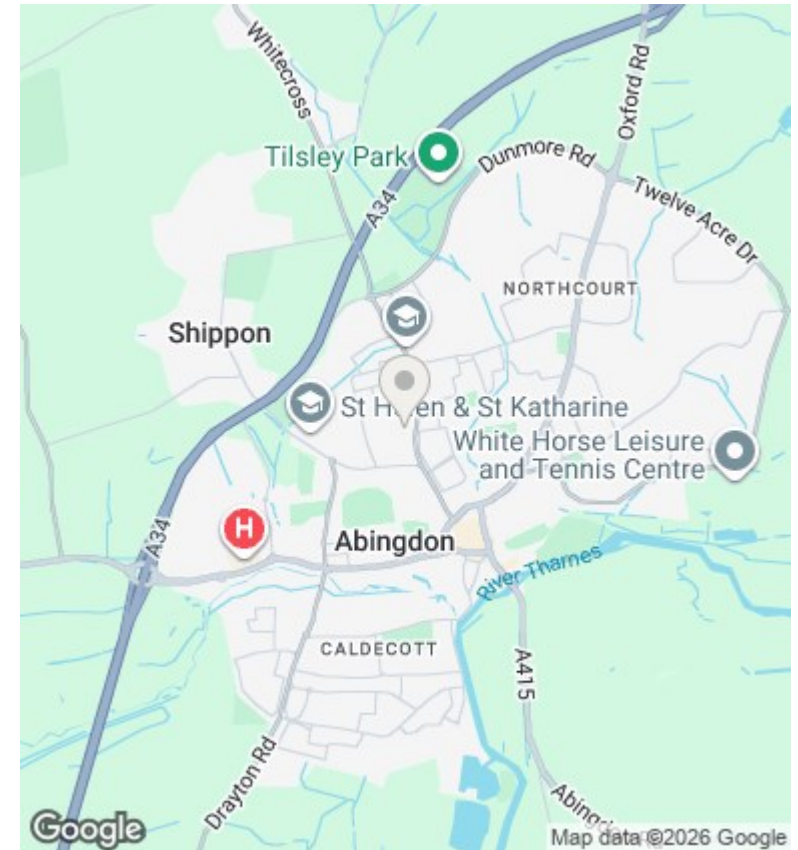 Whitecross
Oxford Rd
Tilsley Park
Dunmore Rd
A34
Twelve Acre Dr
NORTHCOURT
Shippon
St Helen & St Katharine
White Horse Leisure
and Tennis Centre
A34
H
Abingdon
River Thames
CALDECOTT
A415
Drayton Rd
Google
Map data ©2026 Google